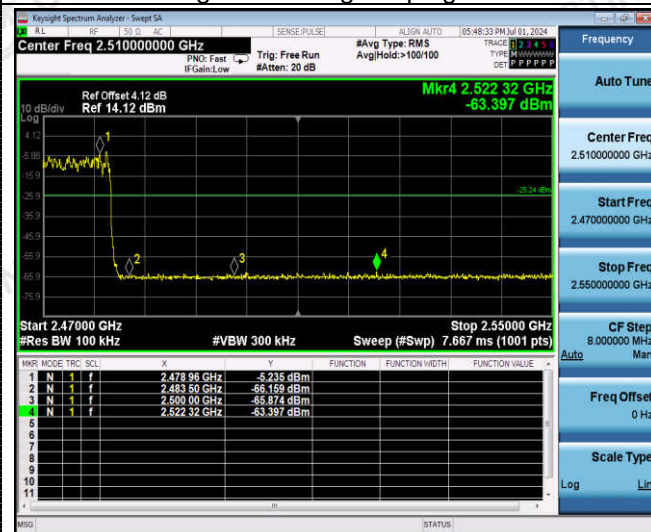 Keysight Spectrum Analyzer - Swept SA
RL RF 50 Ω AC SENSE:PULSE ALIGN AUTO 05:48:33 PM Jul 01, 2024
Center Freq 2.510000000 GHz
PNO: Fast
IFGain:Low
Trig: Free Run
#Atten: 20 dB
#Avg Type: RMS
Avg|Hold:>100/100
TRACE 1 2 3 4 5 6
TYPE M WWWWW
DET P P P P P P
Frequency
Auto Tune
Center Freq
2.510000000 GHz
Start Freq
2.470000000 GHz
Stop Freq
2.550000000 GHz
CF Step
8.000000 MHz
Auto Man
Freq Offset
0 Hz
Scale Type
Log Lin
Ref Offset 4.12 dB
Ref 14.12 dBm
10 dB/div
Log
Mkr4 2.522 32 GHz
-63.397 dBm
4.12
-5.88
-15.9
-25.9
-35.9
-45.9
-55.9
-65.9
-75.9
1
2
3
4
-25.24 dBm
Start 2.47000 GHz Stop 2.55000 GHz
#Res BW 100 kHz #VBW 300 kHz Sweep (#Swp) 7.667 ms (1001 pts)
MKR MODE TRC SCL X Y FUNCTION FUNCTION WIDTH FUNCTION VALUE
1 N 1 f 2.478 96 GHz -5.235 dBm
2 N 1 f 2.483 50 GHz -66.159 dBm
3 N 1 f 2.500 00 GHz -65.874 dBm
4 N 1 f 2.522 32 GHz -63.397 dBm
5
6
7
8
9
10
11
MSG STATUS